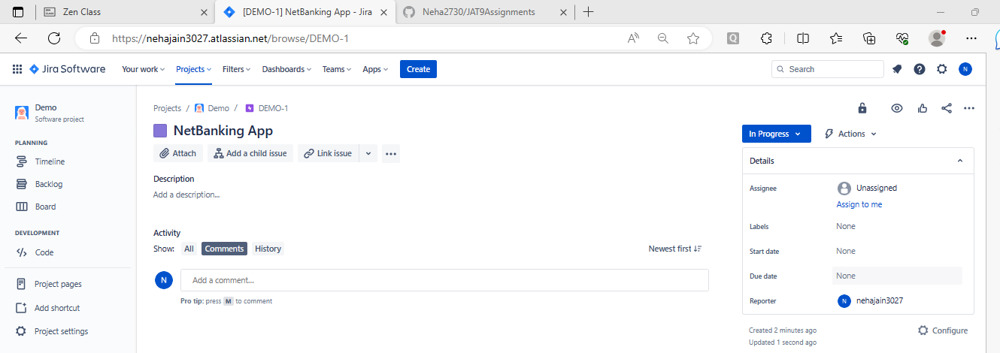 Zen Class
[DEMO-1] NetBanking App - Jira
Neha2730/JAT9Assignments
https://nehajain3027.atlassian.net/browse/DEMO-1
Jira Software
Your work
Projects
Filters
Dashboards
Teams
Apps
Create
Search
N
Demo
Software project
PLANNING
Timeline
Backlog
Board
DEVELOPMENT
Code
Project pages
Add shortcut
Project settings
Projects / Demo / DEMO-1
NetBanking App
Attach
Add a child issue
Link issue
Description
Add a description...
Activity
Show: All Comments History
Newest first
N
Add a comment...
Pro tip: press M to comment
In Progress
Actions
Details
Assignee
Unassigned
Assign to me
Labels
None
Start date
None
Due date
None
Reporter
N
nehajain3027
Created 2 minutes ago
Updated 1 second ago
Configure